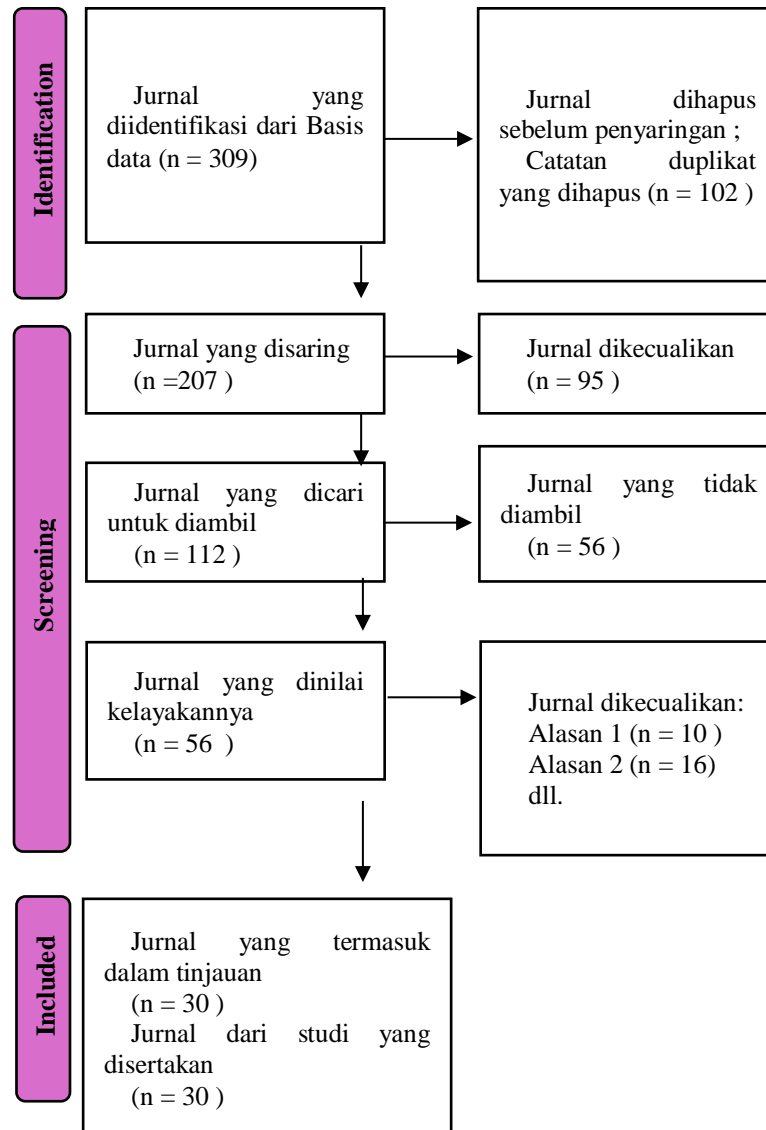 Identification
Jurnal yang
diidentifikasi dari Basis
data (n = 309)
Jurnal dihapus
sebelum penyaringan ;
Catatan duplikat
yang dihapus (n = 102 )
Screening
Jurnal yang disaring
(n =207 )
Jurnal dikecualikan
(n = 95 )
Jurnal yang dicari
untuk diambil
(n = 112 )
Jurnal yang tidak
diambil
(n = 56 )
Jurnal yang dinilai
kelayakannya
(n = 56 )
Jurnal dikecualikan:
Alasan 1 (n = 10 )
Alasan 2 (n = 16)
dll.
Included
Jurnal yang termasuk
dalam tinjauan
(n = 30 )
Jurnal dari studi yang
disertakan
(n = 30 )